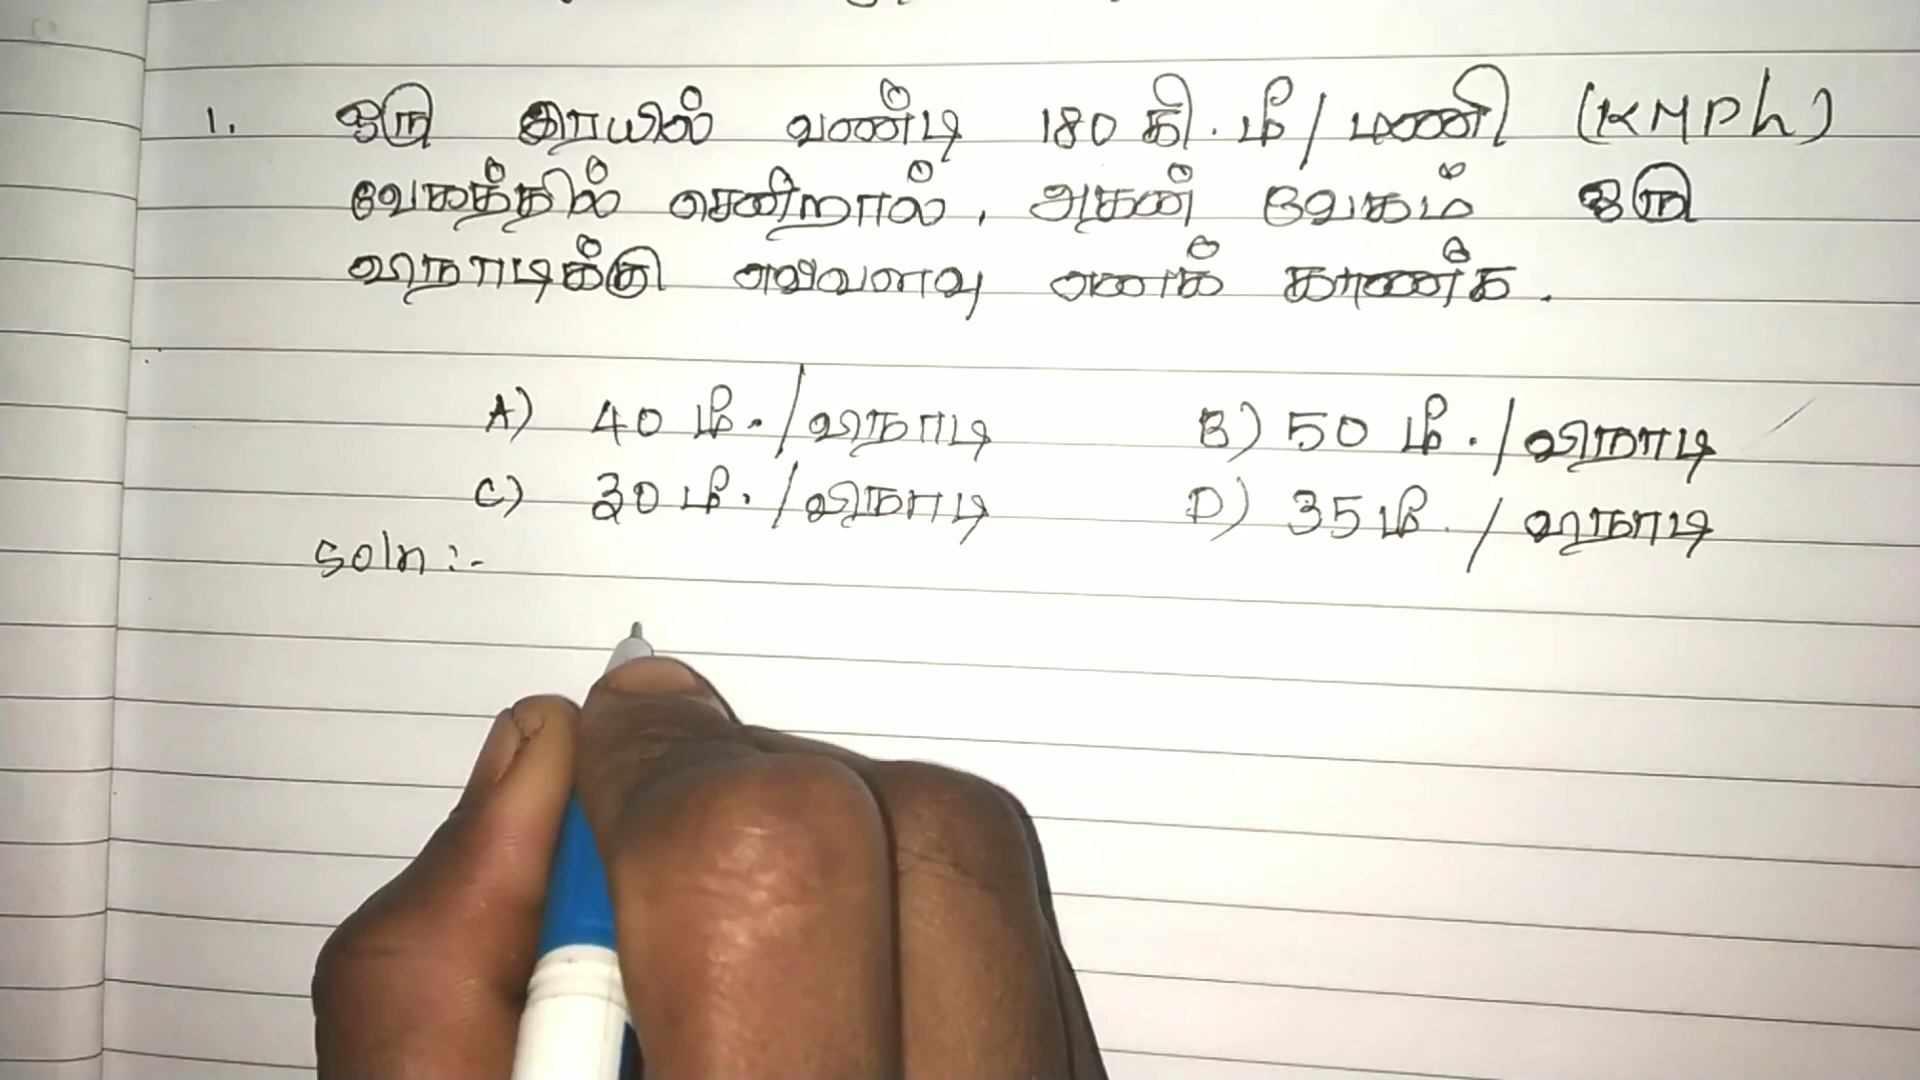 1. ஒரு இரயில் வண்டி 180 கி.மீ/மணி (KMPh)
வேகத்தில் சென்றால், அதன் வேகம் ஒரு
வினாடிக்கு எவ்வளவு எனக் காண்க.
A) 40 மீ./வினாடி B) 50 மீ./வினாடி
C) 30 மீ./வினாடி D) 35 மீ./வினாடி
Soln :-